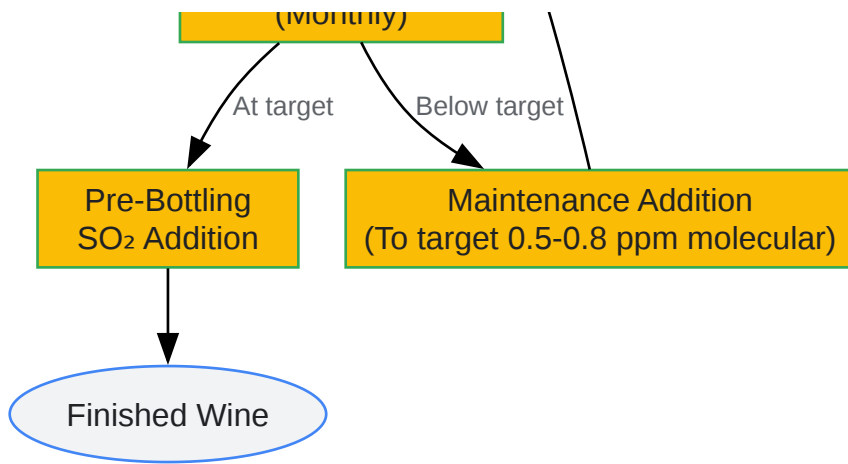 (Monthly)
At target
Below target
Pre-Bottling
SO₂ Addition
Maintenance Addition
(To target 0.5-0.8 ppm molecular)
Finished Wine